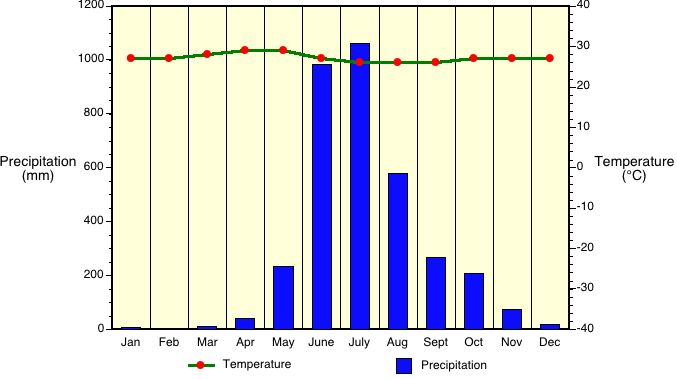 1200
1000
800
600
400
200
0
Precipitation
(mm)
40
30
20
10
0
-10
-20
-30
-40
Temperature
(°C)
Jan Feb Mar Apr May June July Aug Sept Oct Nov Dec
Temperature Precipitation